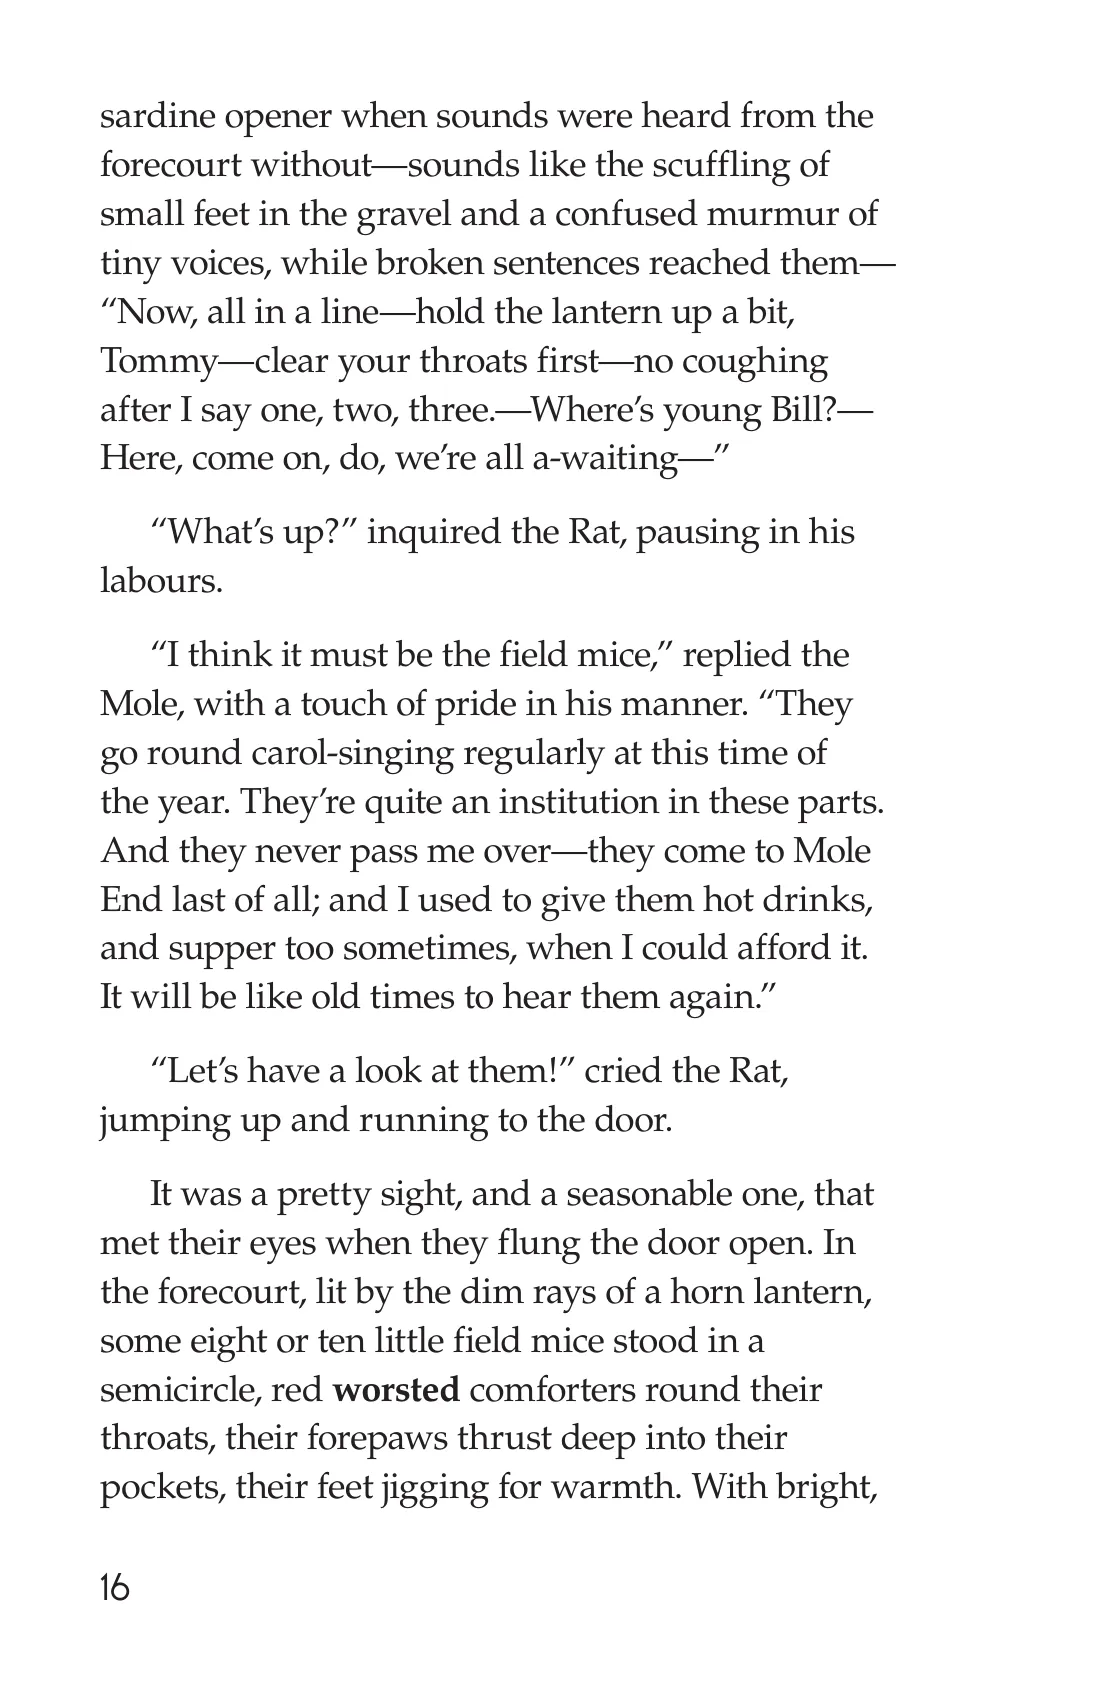 sardine opener when sounds were heard from the
forecourt without—sounds like the scuffling of
small feet in the gravel and a confused murmur of
tiny voices, while broken sentences reached them—
“Now, all in a line—hold the lantern up a bit,
Tommy—clear your throats first—no coughing
after I say one, two, three.—Where’s young Bill?—
Here, come on, do, we’re all a-waiting—”
“What’s up?” inquired the Rat, pausing in his
labours.
“I think it must be the field mice,” replied the
Mole, with a touch of pride in his manner. “They
go round carol-singing regularly at this time of
the year. They’re quite an institution in these parts.
And they never pass me over—they come to Mole
End last of all; and I used to give them hot drinks,
and supper too sometimes, when I could afford it.
It will be like old times to hear them again.”
“Let’s have a look at them!” cried the Rat,
jumping up and running to the door.
It was a pretty sight, and a seasonable one, that
met their eyes when they flung the door open. In
the forecourt, lit by the dim rays of a horn lantern,
some eight or ten little field mice stood in a
semicircle, red worsted comforters round their
throats, their forepaws thrust deep into their
pockets, their feet jigging for warmth. With bright,
16